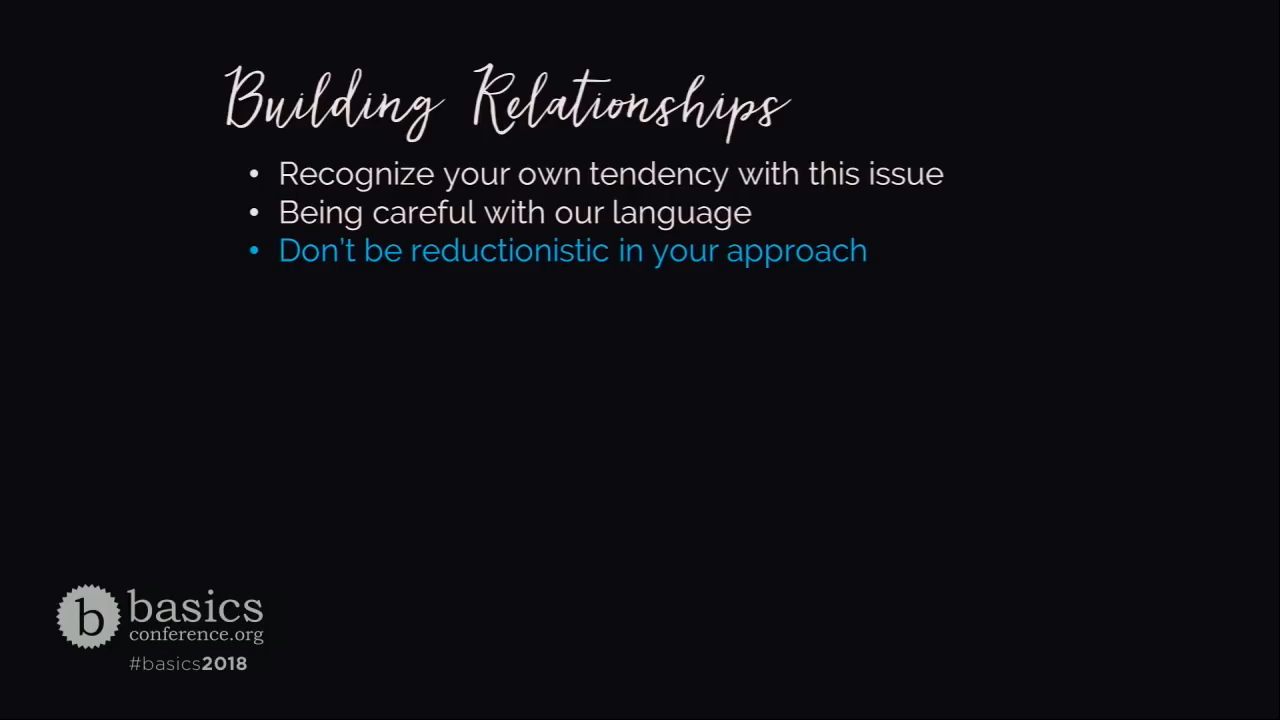 Building Relationships
• Recognize your own tendency with this issue
• Being careful with our language
• Don't be reductionistic in your approach
b basics
conference.org
#basics2018